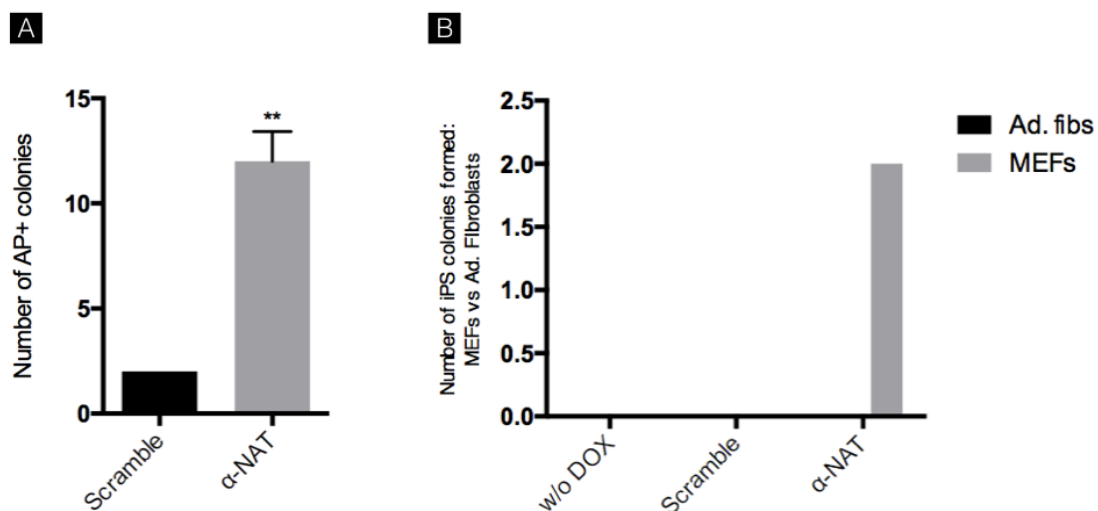 A
Number of AP+ colonies
15
10
5
0
**
Scramble
α-NAT
B
Number of iPS colonies formed:
MEFs vs Ad. FIbroblasts
2.5
2.0
1.5
1.0
0.5
0.0
w/o DOX
Scramble
α-NAT
Ad. fibs
MEFs